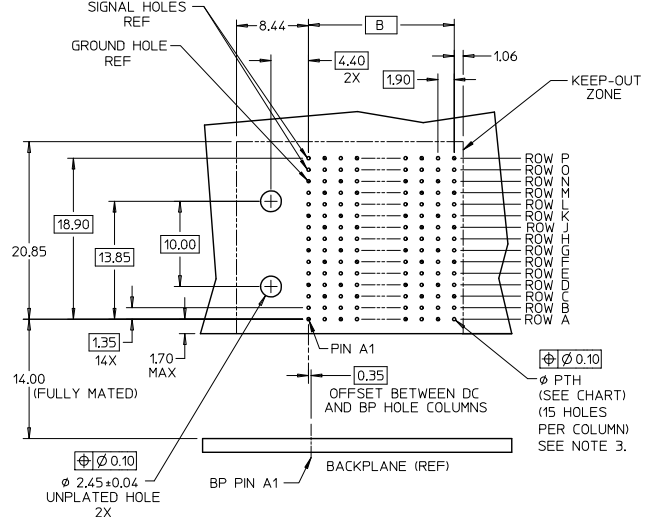 SIGNAL HOLES
REF
8.44
B
GROUND HOLE
REF
4.40
2X
1.90
1.06
KEEP-OUT
ZONE
ROW P
ROW O
ROW N
ROW M
ROW L
ROW K
ROW J
ROW H
ROW G
ROW F
ROW E
ROW D
ROW C
ROW B
ROW A
20.85
18.90
13.85
10.00
1.35
14X
1.70
MAX
PIN A1
0.35
OFFSET BETWEEN DC
AND BP HOLE COLUMNS
14.00
(FULLY MATED)
⌖ Ø 0.10
Ø PTH
(SEE CHART)
(15 HOLES
PER COLUMN)
SEE NOTE 3.
⌖ Ø 0.10
Ø 2.45±0.04
UNPLATED HOLE
2X
BP PIN A1
BACKPLANE (REF)